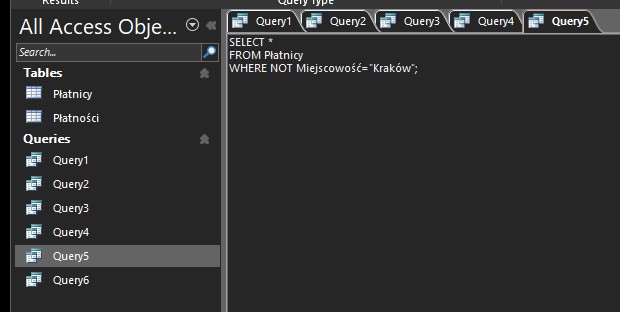 Results
Query Type
All Access Obje...
Query1
Query2
Query3
Query4
Query5
Search...
SELECT *
FROM Płatnicy
WHERE NOT Miejscowość="Kraków";
Tables
Płatnicy
Płatności
Queries
Query1
Query2
Query3
Query4
Query5
Query6